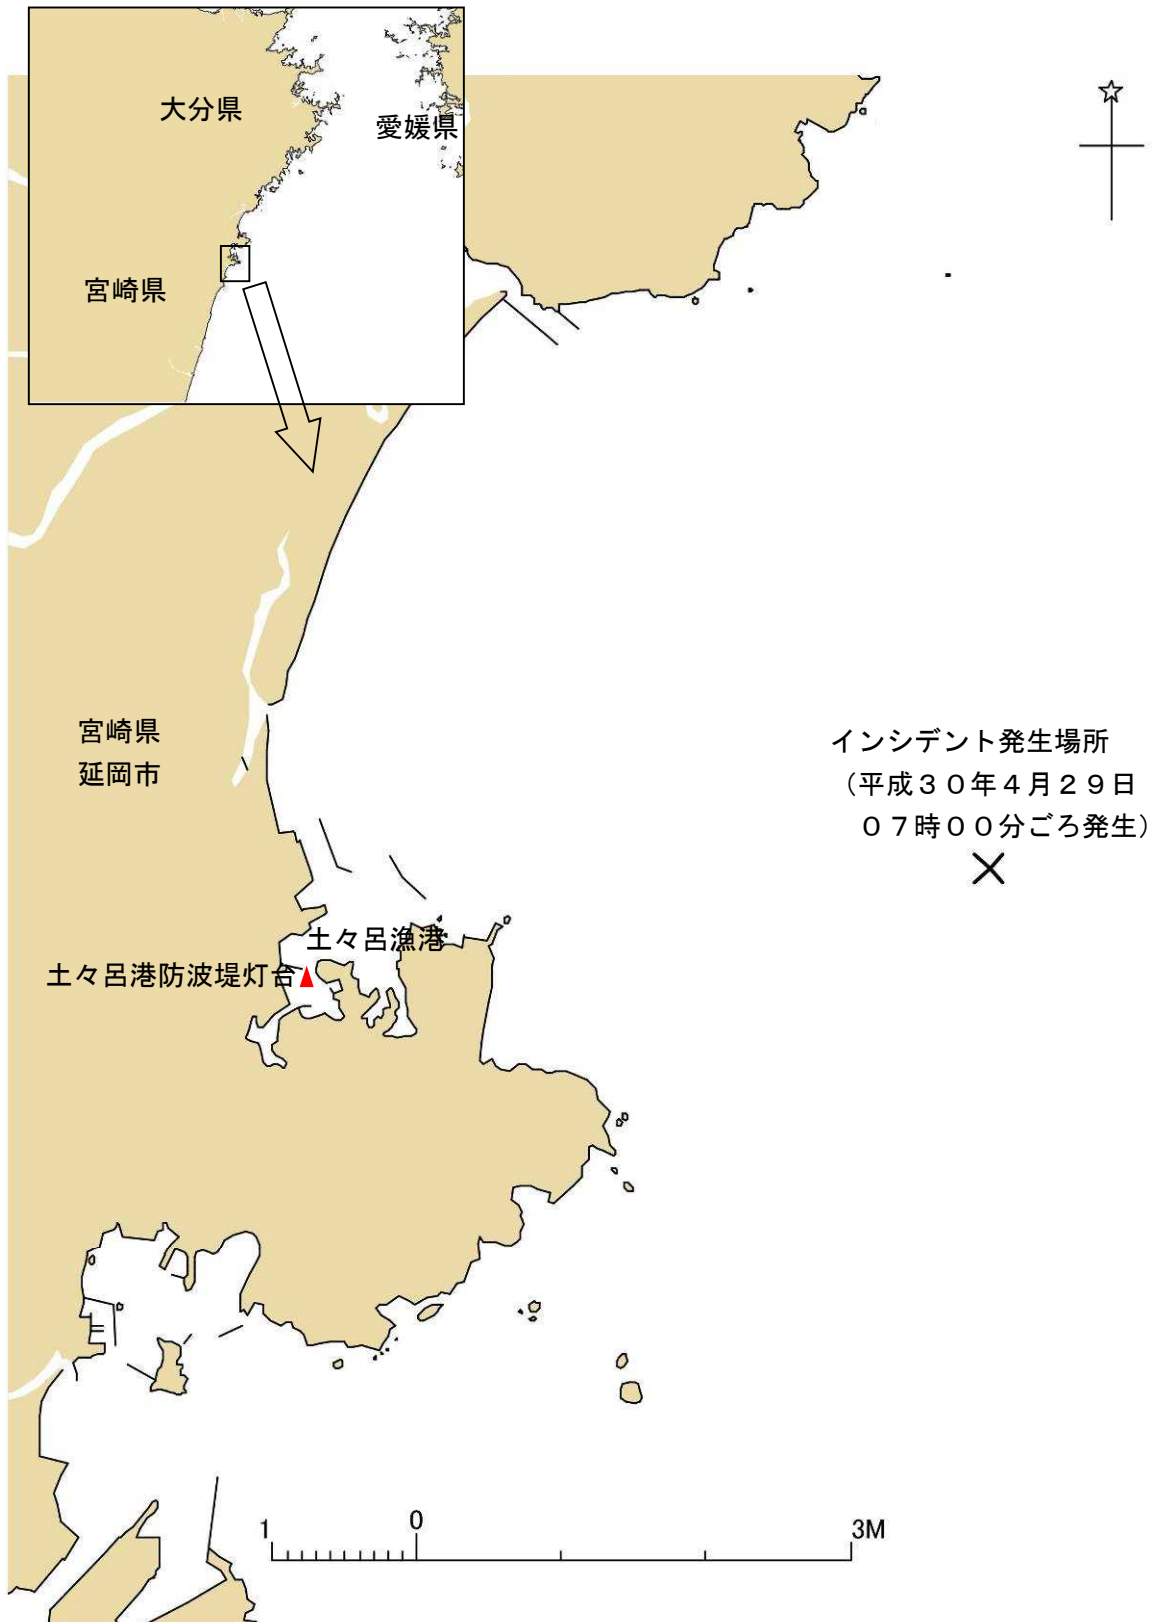 大分県
愛媛県
宮崎県
宮崎県
延岡市
インシデント発生場所
（平成３０年４月２９日
０７時００分ごろ発生）
土々呂漁港
土々呂港防波堤灯台
1 0 3M